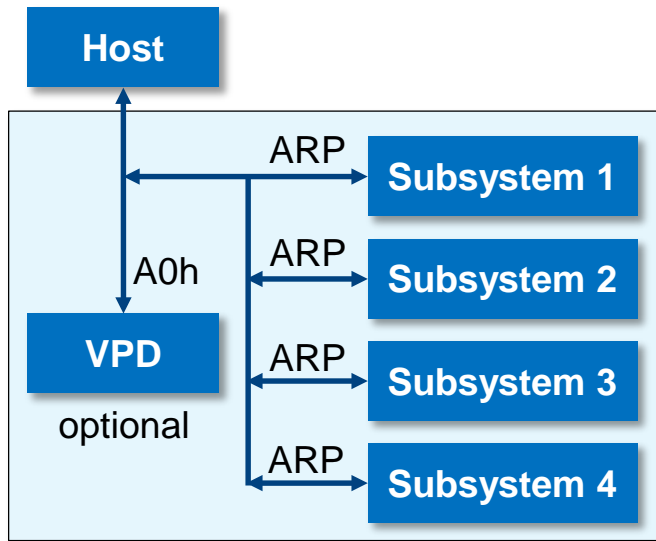 Host
ARP
Subsystem 1
ARP
Subsystem 2
A0h
VPD
ARP
Subsystem 3
optional
ARP
Subsystem 4